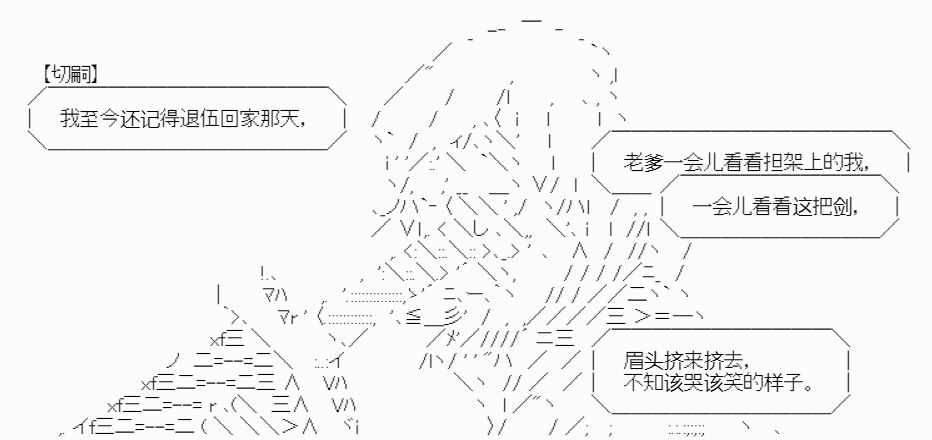 【切嗣】
我至今还记得退伍回家那天，
老爹一会儿看看担架上的我，
一会儿看看这把剑，
眉头挤来挤去，
不知该哭该笑的样子。